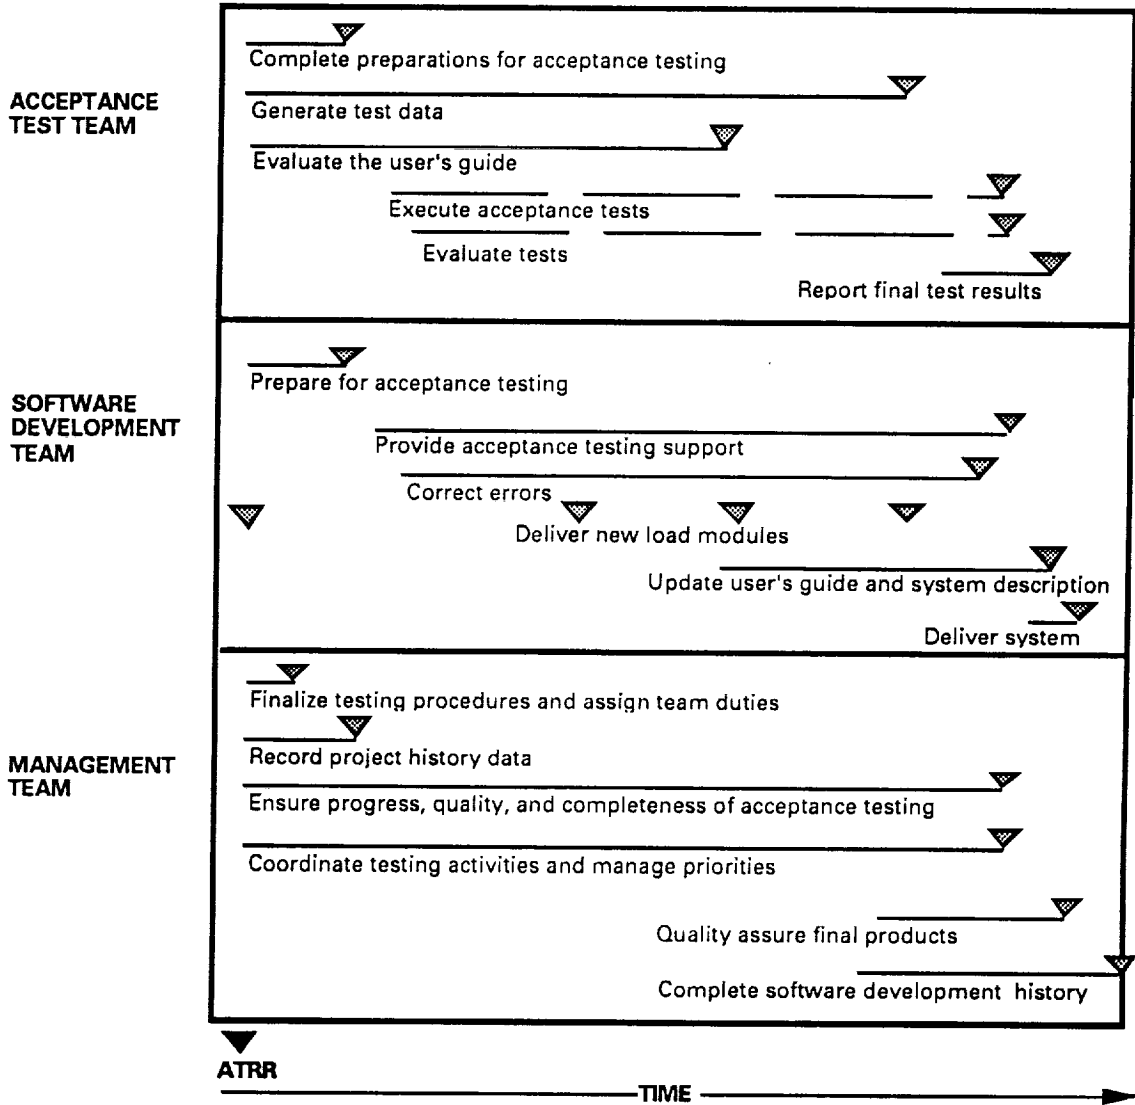 ACCEPTANCE
TEST TEAM
Complete preparations for acceptance testing
Generate test data
Evaluate the user's guide
Execute acceptance tests
Evaluate tests
Report final test results
SOFTWARE
DEVELOPMENT
TEAM
Prepare for acceptance testing
Provide acceptance testing support
Correct errors
Deliver new load modules
Update user's guide and system description
Deliver system
MANAGEMENT
TEAM
Finalize testing procedures and assign team duties
Record project history data
Ensure progress, quality, and completeness of acceptance testing
Coordinate testing activities and manage priorities
Quality assure final products
Complete software development history
ATRR
TIME